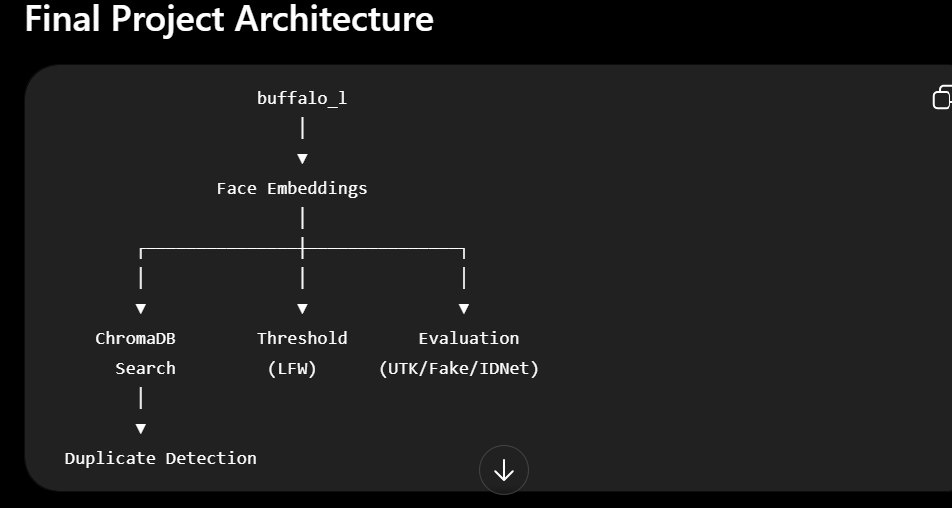 Final Project Architecture
buffalo_l
Face Embeddings
ChromaDB Threshold Evaluation
Search (LFW) (UTK/Fake/IDNet)
Duplicate Detection